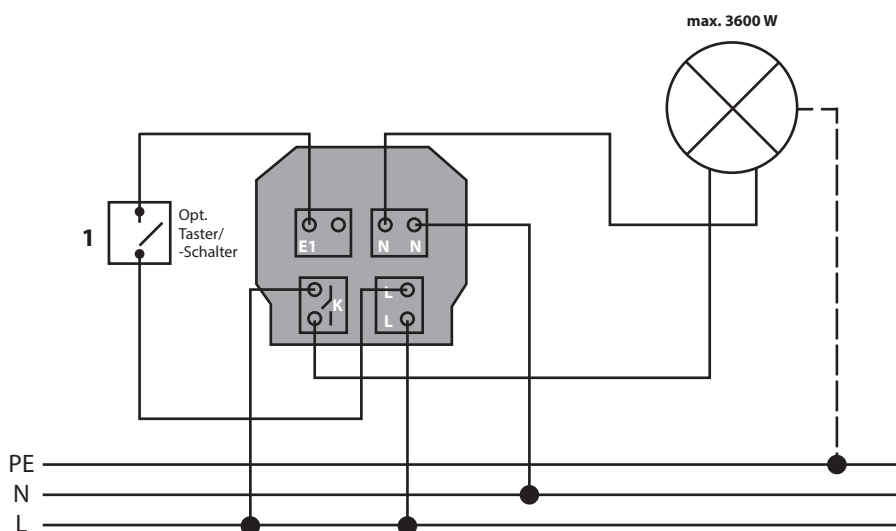 max. 3600 W
1
Opt.
Taster/
-Schalter
E1
N N
K
L
L
PE
N
L